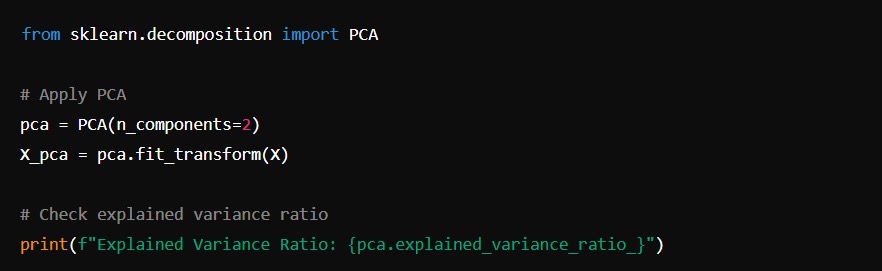 from sklearn.decomposition import PCA
# Apply PCA
pca = PCA(n_components=2)
X_pca = pca.fit_transform(X)
# Check explained variance ratio
print(f"Explained Variance Ratio: {pca.explained_variance_ratio_}")